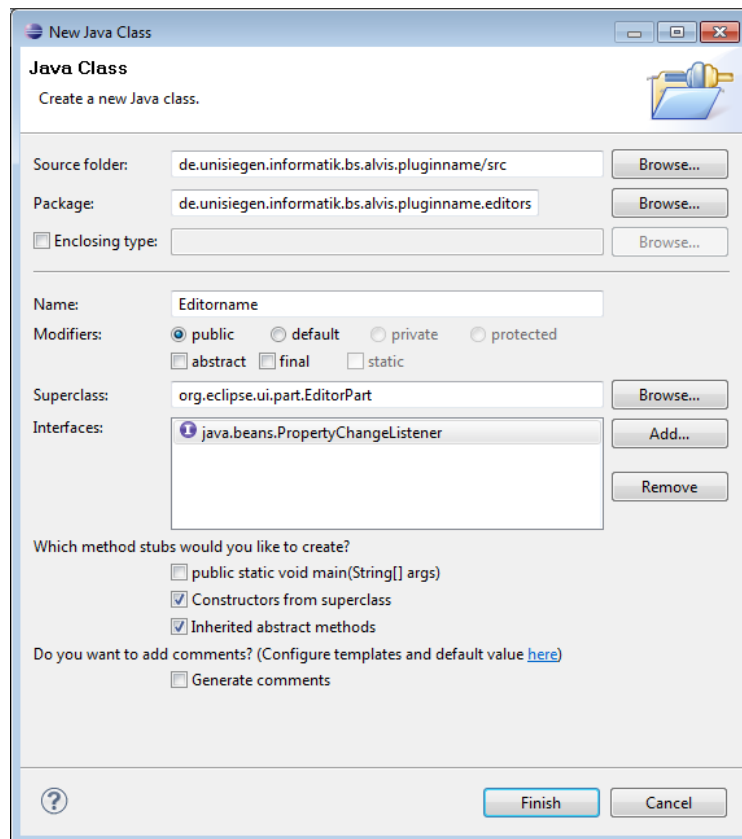 New Java Class
Java Class
Create a new Java class.
Source folder: de.unisiegen.informatik.bs.alvis.pluginname/src Browse...
Package: de.unisiegen.informatik.bs.alvis.pluginname.editors Browse...
Enclosing type: Browse...
Name: Editorname
Modifiers: public default private protected
abstract final static
Superclass: org.eclipse.ui.part.EditorPart Browse...
Interfaces: java.beans.PropertyChangeListener Add...
Remove
Which method stubs would you like to create?
public static void main(String[] args)
Constructors from superclass
Inherited abstract methods
Do you want to add comments? (Configure templates and default value here)
Generate comments
? Finish Cancel